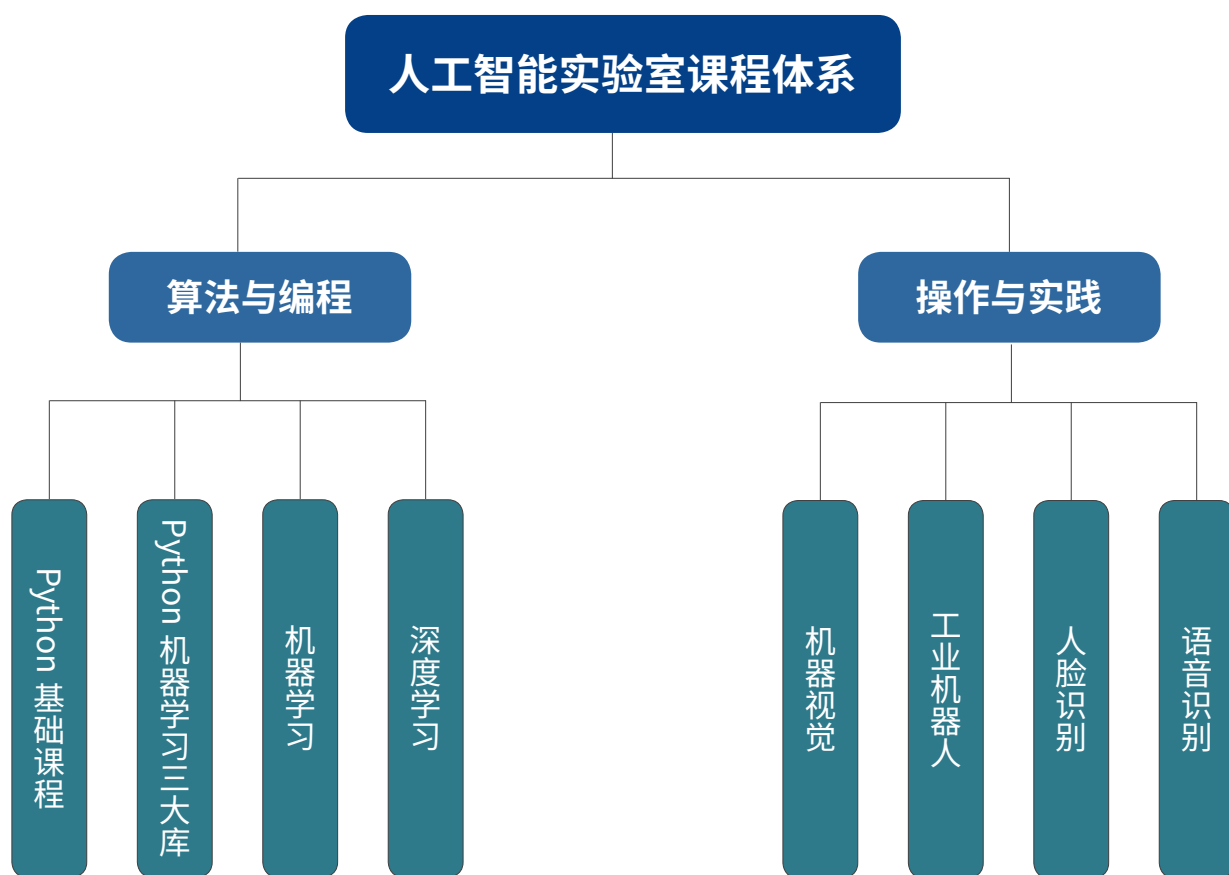 人工智能实验室课程体系
算法与编程
操作与实践
Python 基础课程
Python 机器学习三大库
机器学习
深度学习
机器视觉
工业机器人
人脸识别
语音识别